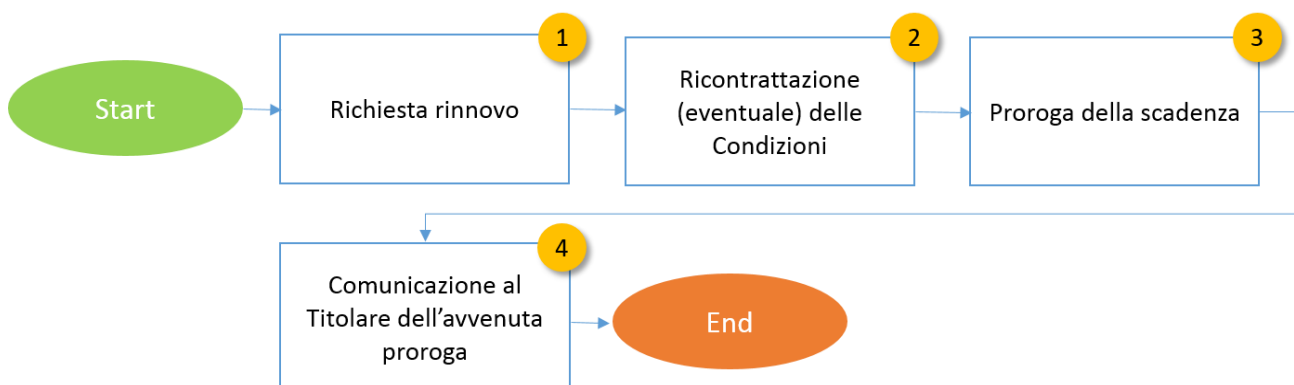 1
2
3
Start
Richiesta rinnovo
Ricontrattazione
(eventuale) delle
Condizioni
Proroga della scadenza
4
Comunicazione al
Titolare dell’avvenuta
proroga
End